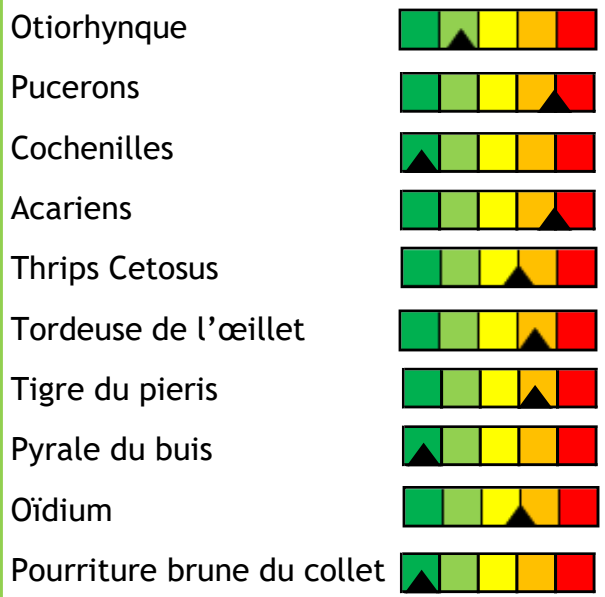 Otiorhynque
Pucerons
Cochenilles
Acariens
Thrips Cetosus
Tordeuse de l’œillet
Tigre du pieris
Pyrale du buis
Oïdium
Pourriture brune du collet